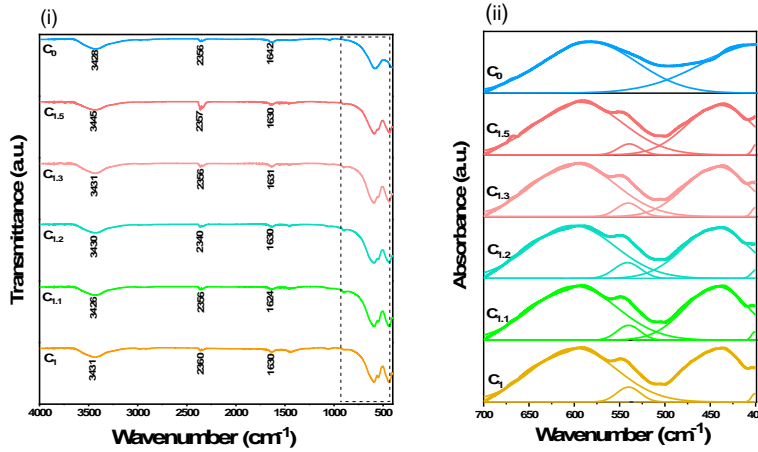 (i)
C0
3428
2356
1642
C1.5
3445
2357
1630
C1.3
3431
2356
1631
C1.2
3430
2340
1630
C1.1
3426
2356
1624
C1
3431
2360
1630
Transmittance (a.u.)
4000 3500 3000 2500 2000 1500 1000 500
Wavenumber (cm-1)
(ii)
C0
C1.5
C1.3
C1.2
C1.1
C1
Absorbance (a.u.)
700 650 600 550 500 450 400
Wavenumber (cm-1)